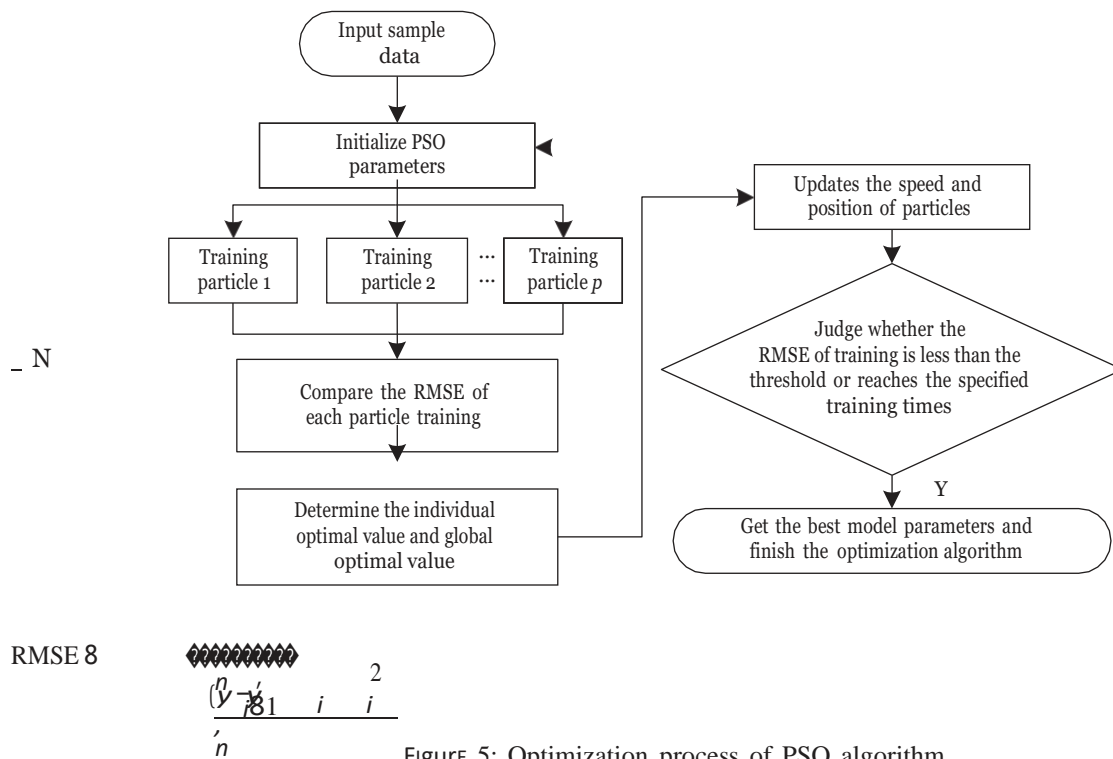 Input sample
data
Initialize PSO
parameters
Training
particle 1
Training
particle 2
...
...
Training
particle p
Compare the RMSE of
each particle training
Determine the individual
optimal value and global
optimal value
Updates the speed and
position of particles
Judge whether the
RMSE of training is less than the
threshold or reaches the specified
training times
Y
Get the best model parameters and
finish the optimization algorithm
_ N
RMSE 8
2
n
1 i i
n
FIGURE 5: Optimization process of PSO algorithm